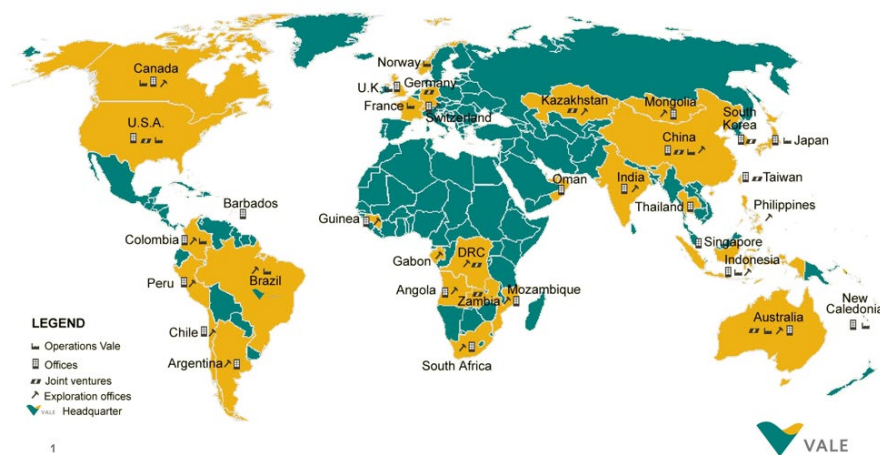 Canada
U.S.A.
Barbados
Colombia
Peru
Brazil
Chile
Argentina
Norway
U.K.
Germany
France
Switzerland
Guinea
Gabon
DRC
Angola
Zambia
Mozambique
South Africa
Oman
Kazakhstan
Mongolia
China
South
Korea
Japan
Taiwan
India
Thailand
Philippines
Singapore
Indonesia
Australia
New
Caledonia
LEGEND
Operations Vale
Offices
Joint ventures
Exploration offices
VALE Headquarter
1
VALE